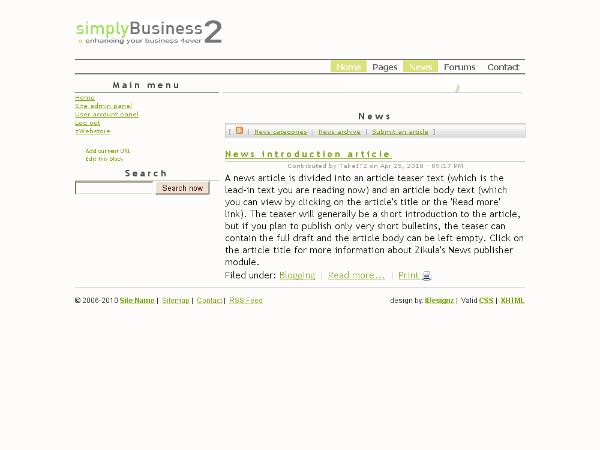 simplyBusiness2
enhancing your business 4ever
Home Pages News Forums Contact
Main menu
Home
Site admin panel
User account panel
Log out
zWebstore
Add current URL
Edit this block
Search
Search now
News
[ | News categories | News archive | Submit an article ]
News introduction article
Contributed by TakeIT2 on Apr 25, 2010 - 05:17 PM
A news article is divided into an article teaser text (which is the
lead-in text you are reading now) and an article body text (which
you can view by clicking on the article's title or the 'Read more'
link). The teaser will generally be a short introduction to the article,
but if you plan to publish only very short bulletins, the teaser can
contain the full draft and the article body can be left empty. Click on
the article title for more information about Zikula's News publisher
module.
Filed under: Blogging | Read more... | Print
© 2006-2010 Site Name | Sitemap | Contact | RSS Feed
design by: IDesignz | Valid CSS | XHTML